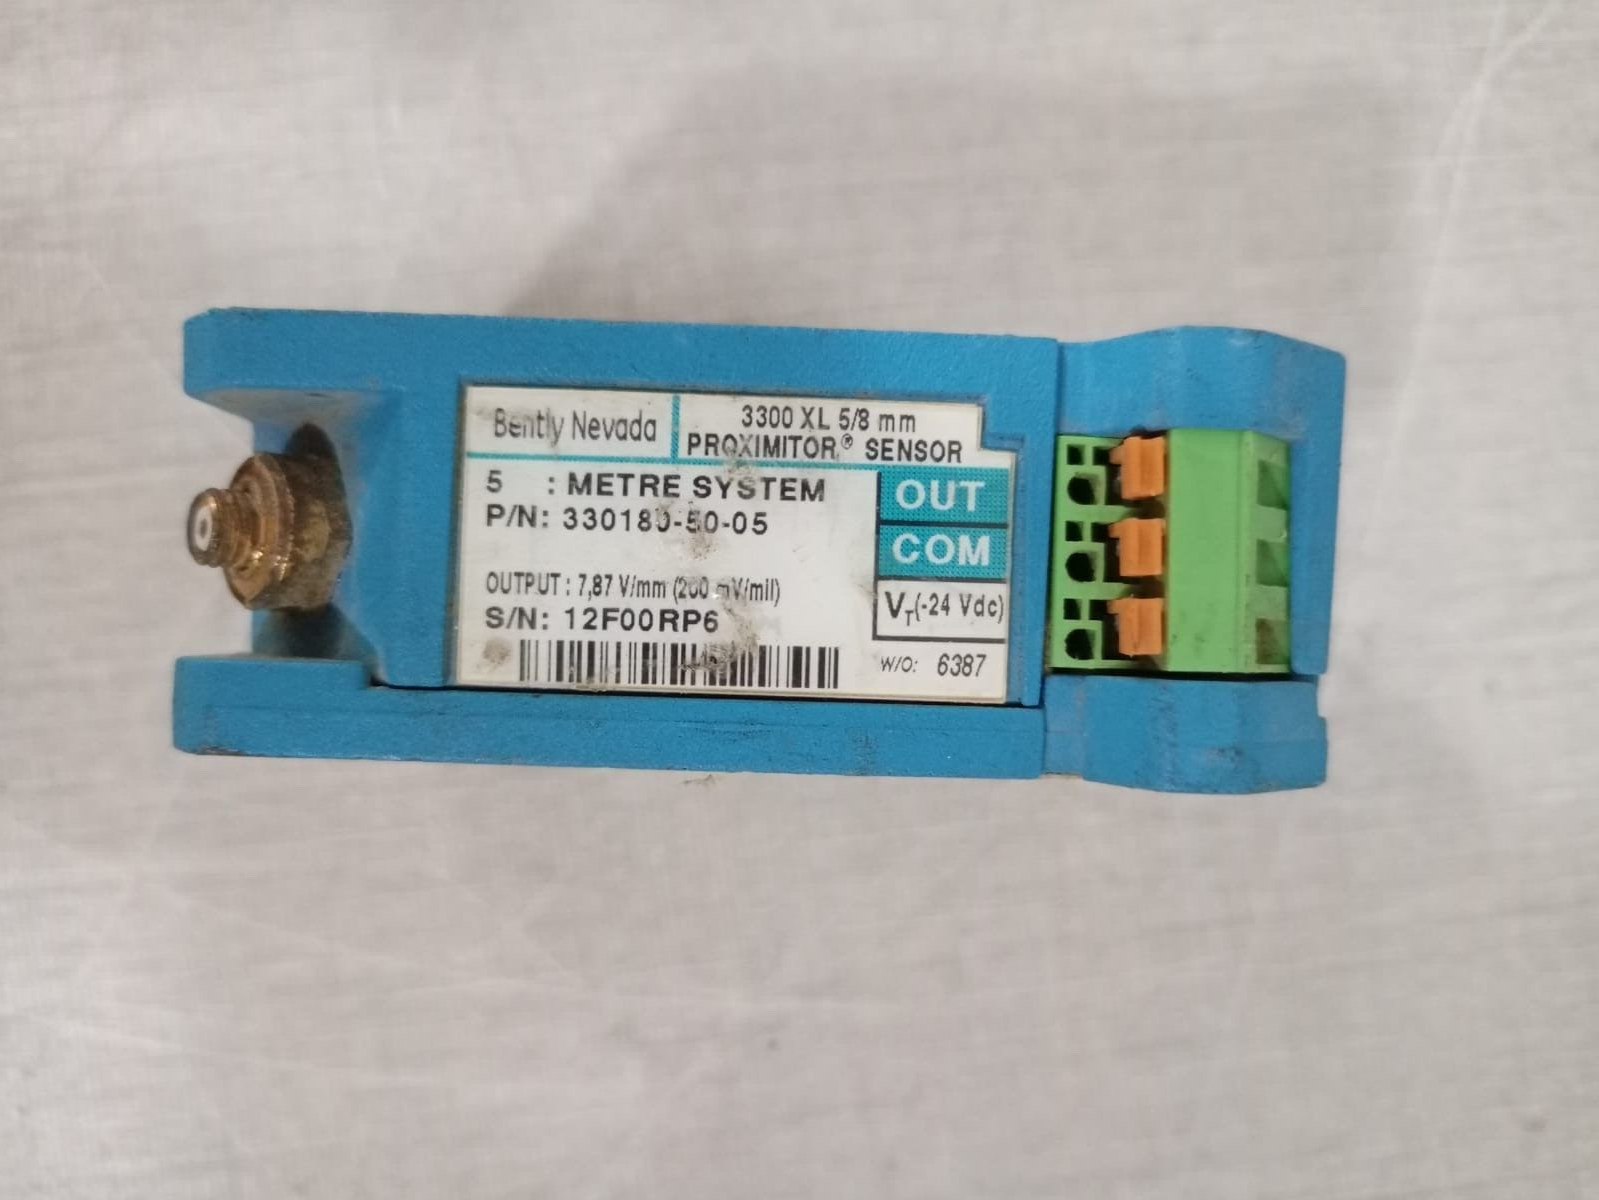 Bently Nevada
3300 XL 5/8 mm
PROXIMITOR® SENSOR
5 : METRE SYSTEM
P/N: 330180-50-05
OUTPUT : 7,87 V/mm (200 mV/mil)
S/N: 12F00RP6
OUT
COM
VT(-24 Vdc)
W/O: 6387